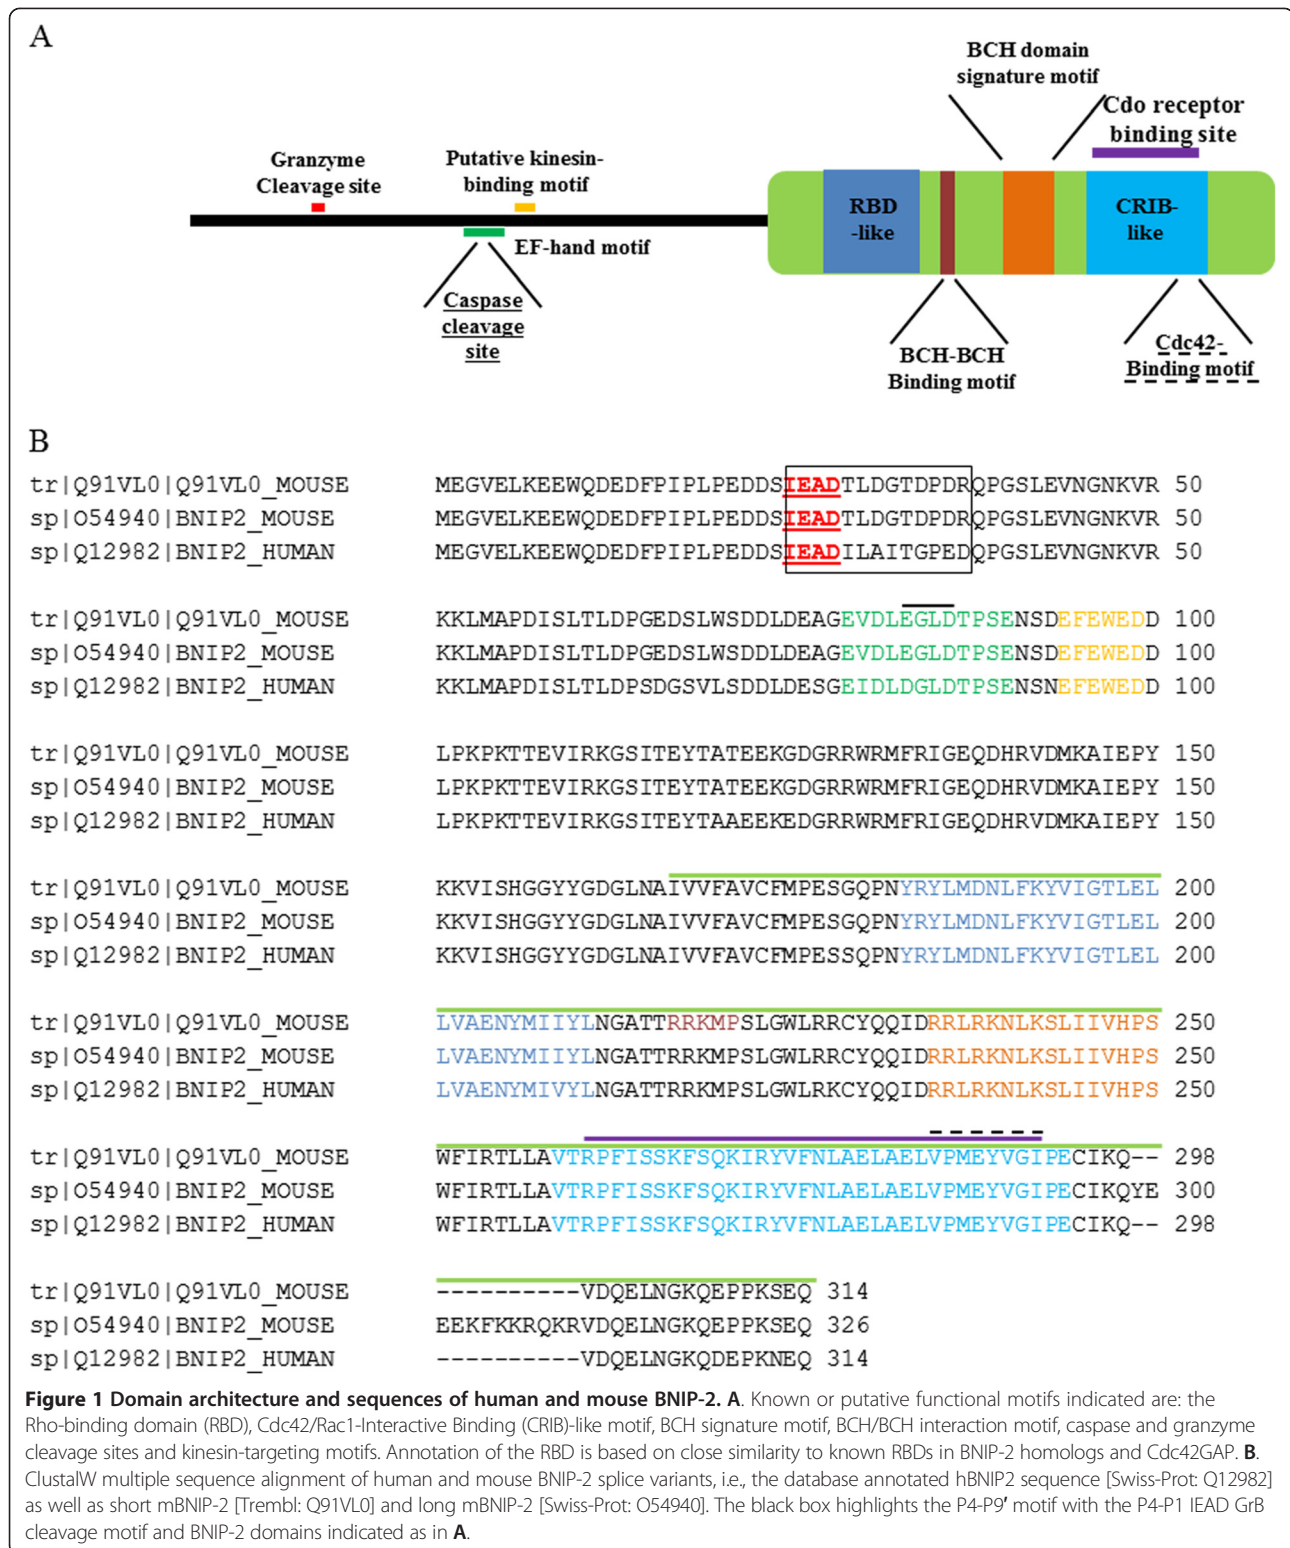 A
BCH domain
signature motif
Cdo receptor
binding site
Granzyme
Cleavage site
Putative kinesin-
binding motif
RBD
-like
CRIB-
like
EF-hand motif
Caspase
cleavage
site
BCH-BCH
Binding motif
Cdc42-
Binding motif
B
tr|Q91VL0|Q91VL0_MOUSE MEGVELKEEWQDEDFPIPLPEDDSIEADTLDGTDPDRQPGSLEVNGNKVR 50
sp|O54940|BNIP2_MOUSE MEGVELKEEWQDEDFPIPLPEDDSIEADTLDGTDPDRQPGSLEVNGNKVR 50
sp|Q12982|BNIP2_HUMAN MEGVELKEEWQDEDFPIPLPEDDSIEADILAITGPEDQPGSLEVNGNKVR 50
tr|Q91VL0|Q91VL0_MOUSE KKLMAPDISLTLDPGEDSLWSDDLDEAGEVDLEGLDTPSENSDEFEWEDD 100
sp|O54940|BNIP2_MOUSE KKLMAPDISLTLDPGEDSLWSDDLDEAGEVDLEGLDTPSENSDEFEWEDD 100
sp|Q12982|BNIP2_HUMAN KKLMAPDISLTLDPSDGSVLSDDLDESGEIDLDGLDTPSENSNEFEWEDD 100
tr|Q91VL0|Q91VL0_MOUSE LPKPKTTEVIRKGSITEYTATEEKGDGRRWRMFRIGEQDHRVDMKAIEPY 150
sp|O54940|BNIP2_MOUSE LPKPKTTEVIRKGSITEYTATEEKGDGRRWRMFRIGEQDHRVDMKAIEPY 150
sp|Q12982|BNIP2_HUMAN LPKPKTTEVIRKGSITEYTAAEEKEDGRRWRMFRIGEQDHRVDMKAIEPY 150
tr|Q91VL0|Q91VL0_MOUSE KKVISHGGYYGDGLNAIVVFAVCFMPESGQPNYRYLMDNLFKYVIGTLEL 200
sp|O54940|BNIP2_MOUSE KKVISHGGYYGDGLNAIVVFAVCFMPESGQPNYRYLMDNLFKYVIGTLEL 200
sp|Q12982|BNIP2_HUMAN KKVISHGGYYGDGLNAIVVFAVCFMPESSQPNYRYLMDNLFKYVIGTLEL 200
tr|Q91VL0|Q91VL0_MOUSE LVAENYMIIYLNGATTRRKMPSLGWLRRCYQQIDRRLRKNLKSLIIVHPS 250
sp|O54940|BNIP2_MOUSE LVAENYMIIYLNGATTRRKMPSLGWLRRCYQQIDRRLRKNLKSLIIVHPS 250
sp|Q12982|BNIP2_HUMAN LVAENYMIVYLNGATTRRKMPSLGWLRKCYQQIDRRLRKNLKSLIIVHPS 250
tr|Q91VL0|Q91VL0_MOUSE WFIRTLLAVTRPFISSKFSQKIRYVFNLAELAELVPMEYVGIPECIKQ-- 298
sp|O54940|BNIP2_MOUSE WFIRTLLAVTRPFISSKFSQKIRYVFNLAELAELVPMEYVGIPECIKQYE 300
sp|Q12982|BNIP2_HUMAN WFIRTLLAVTRPFISSKFSQKIRYVFNLAELAELVPMEYVGIPECIKQ-- 298
tr|Q91VL0|Q91VL0_MOUSE ----------VDQELNGKQEPPKSEQ 314
sp|O54940|BNIP2_MOUSE EEKFKKRQKRVDQELNGKQEPPKSEQ 326
sp|Q12982|BNIP2_HUMAN ----------VDQELNGKQDEPKNEQ 314
Figure 1 Domain architecture and sequences of human and mouse BNIP-2. A. Known or putative functional motifs indicated are: the
Rho-binding domain (RBD), Cdc42/Rac1-Interactive Binding (CRIB)-like motif, BCH signature motif, BCH/BCH interaction motif, caspase and granzyme
cleavage sites and kinesin-targeting motifs. Annotation of the RBD is based on close similarity to known RBDs in BNIP-2 homologs and Cdc42GAP. B.
ClustalW multiple sequence alignment of human and mouse BNIP-2 splice variants, i.e., the database annotated hBNIP2 sequence [Swiss-Prot: Q12982]
as well as short mBNIP-2 [Trembl: Q91VL0] and long mBNIP-2 [Swiss-Prot: O54940]. The black box highlights the P4-P9′ motif with the P4-P1 IEAD GrB
cleavage motif and BNIP-2 domains indicated as in A.